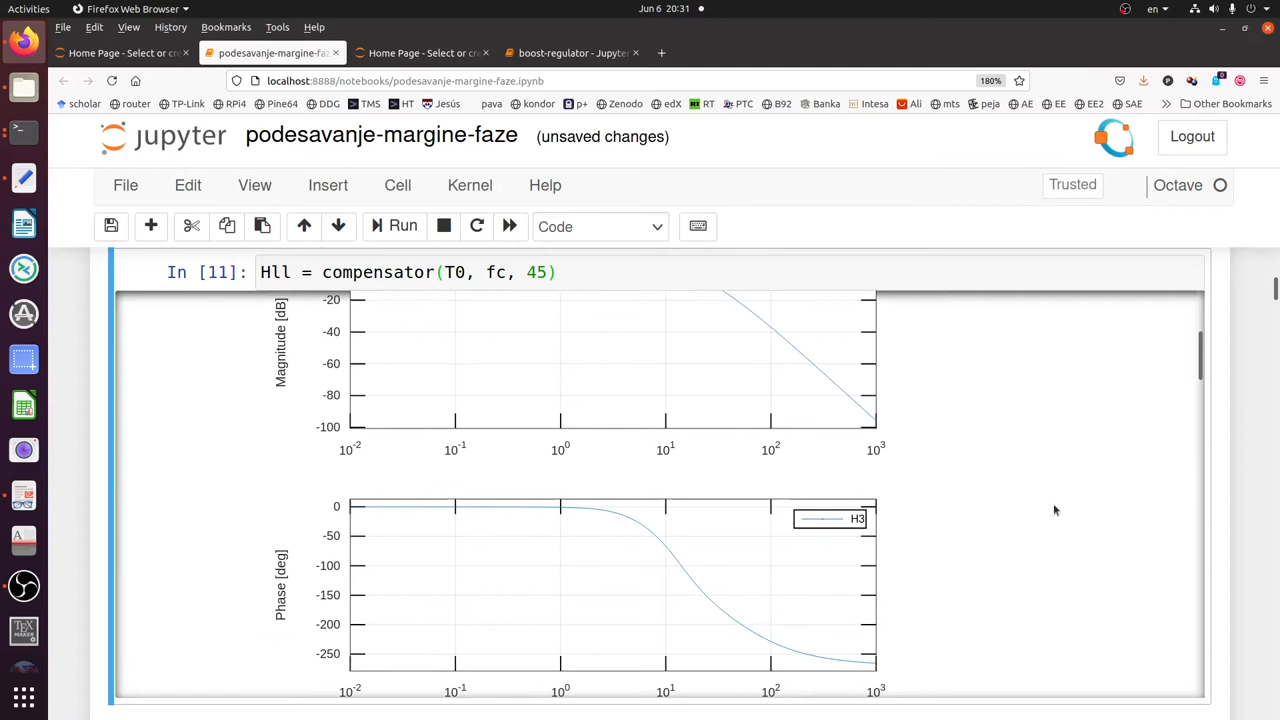 Activities Firefox Web Browser Jun 6 20:31 en
File Edit View History Bookmarks Tools Help
Home Page - Select or cre podesavanje-margine-faz Home Page - Select or cre boost-regulator - Jupyter
localhost:8888/notebooks/podesavanje-margine-faze.ipynb 180%
scholar router TP-Link RPi4 Pine64 DDG TMS HT Jesús pava kondor p+ Zenodo edX RT PTC B92 Banka Intesa Ali mts peja AE EE EE2 SAE Other Bookmarks
jupyter podesavanje-margine-faze (unsaved changes) Logout
File Edit View Insert Cell Kernel Help Trusted Octave
Run Code
In [11]: Hll = compensator(T0, fc, 45)
Magnitude [dB]
-20
-40
-60
-80
-100
10-2 10-1 100 101 102 103
Phase [deg]
H3
0
-50
-100
-150
-200
-250
10-2 10-1 100 101 102 103